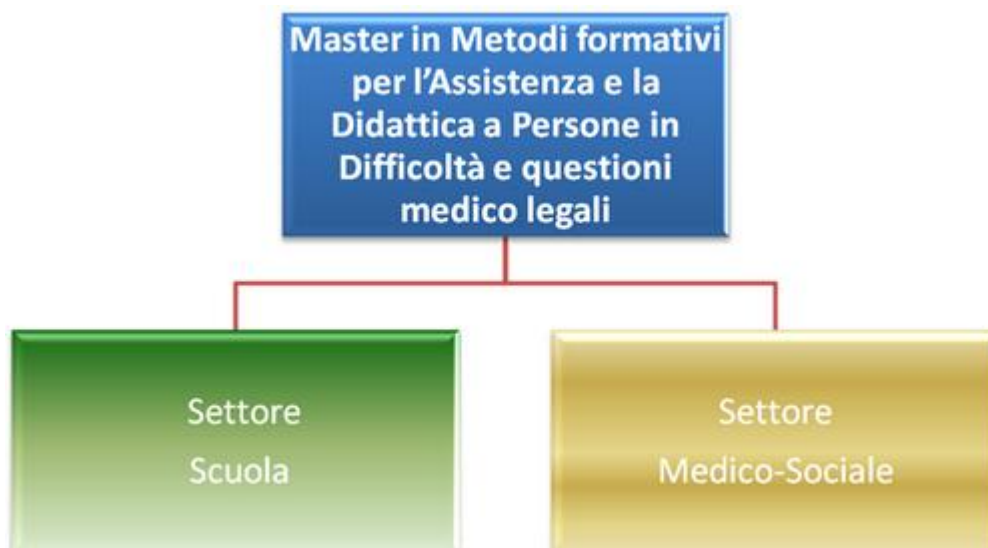 Master in Metodi formativi
per l’Assistenza e la
Didattica a Persone in
Difficoltà e questioni
medico legali
Settore
Scuola
Settore
Medico-Sociale